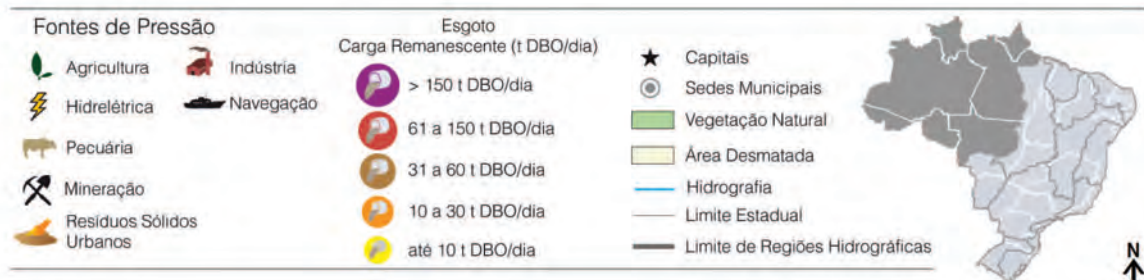 Fontes de Pressão
Agricultura
Indústria
Hidrelétrica
Navegação
Pecuária
Mineração
Resíduos Sólidos
Urbanos
Esgoto
Carga Remanescente (t DBO/dia)
> 150 t DBO/dia
61 a 150 t DBO/dia
31 a 60 t DBO/dia
10 a 30 t DBO/dia
até 10 t DBO/dia
Capitais
Sedes Municipais
Vegetação Natural
Área Desmatada
Hidrografia
Limite Estadual
Limite de Regiões Hidrográficas
N